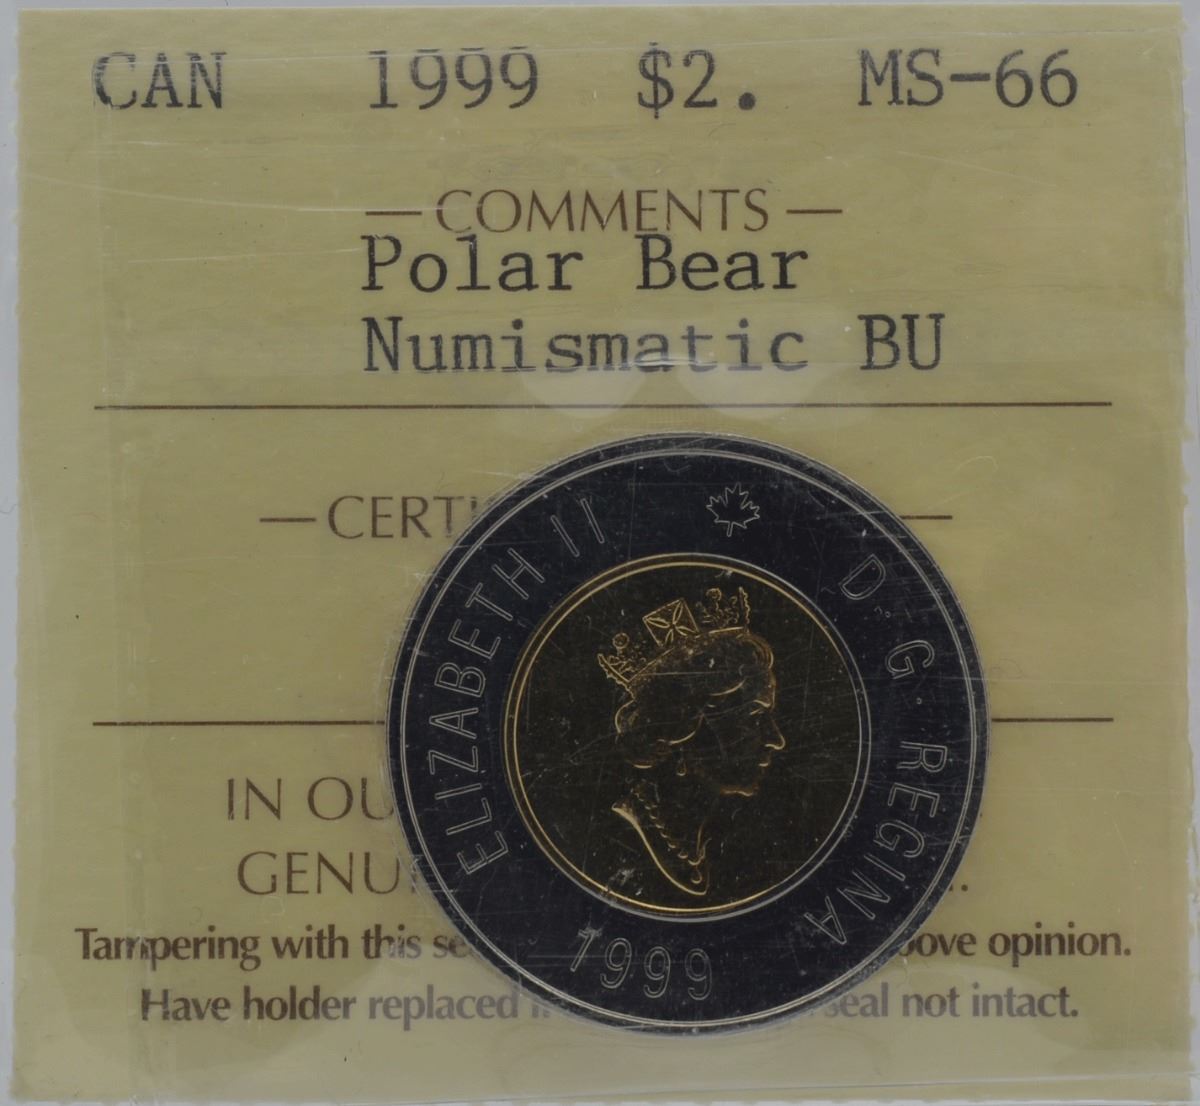 CAN 1999 $2. MS-66
— COMMENTS —
Polar Bear
Numismatic BU
— CERTI —
ELIZABETH II D. G. REGINA
1999
IN OU
GENU .
Tampering with this se ove opinion.
Have holder replaced seal not intact.